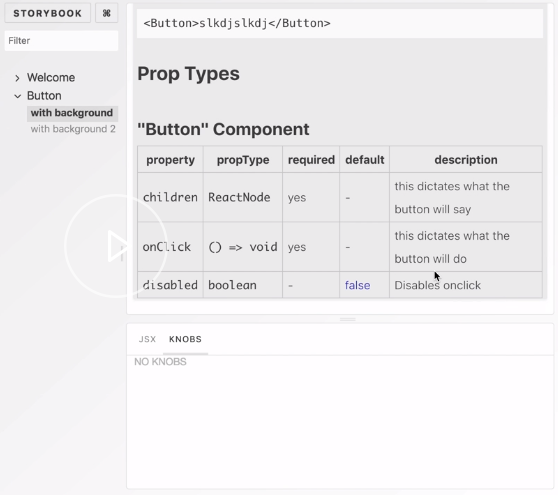 STORYBOOK ⌘
Filter
Welcome
Button
with background
with background 2
<Button>slkdjslkdj</Button>
Prop Types
"Button" Component
property propType required default description
children ReactNode yes - this dictates what the
button will say
onClick () => void yes - this dictates what the
button will do
disabled boolean - false Disables onclick
JSX KNOBS
NO KNOBS